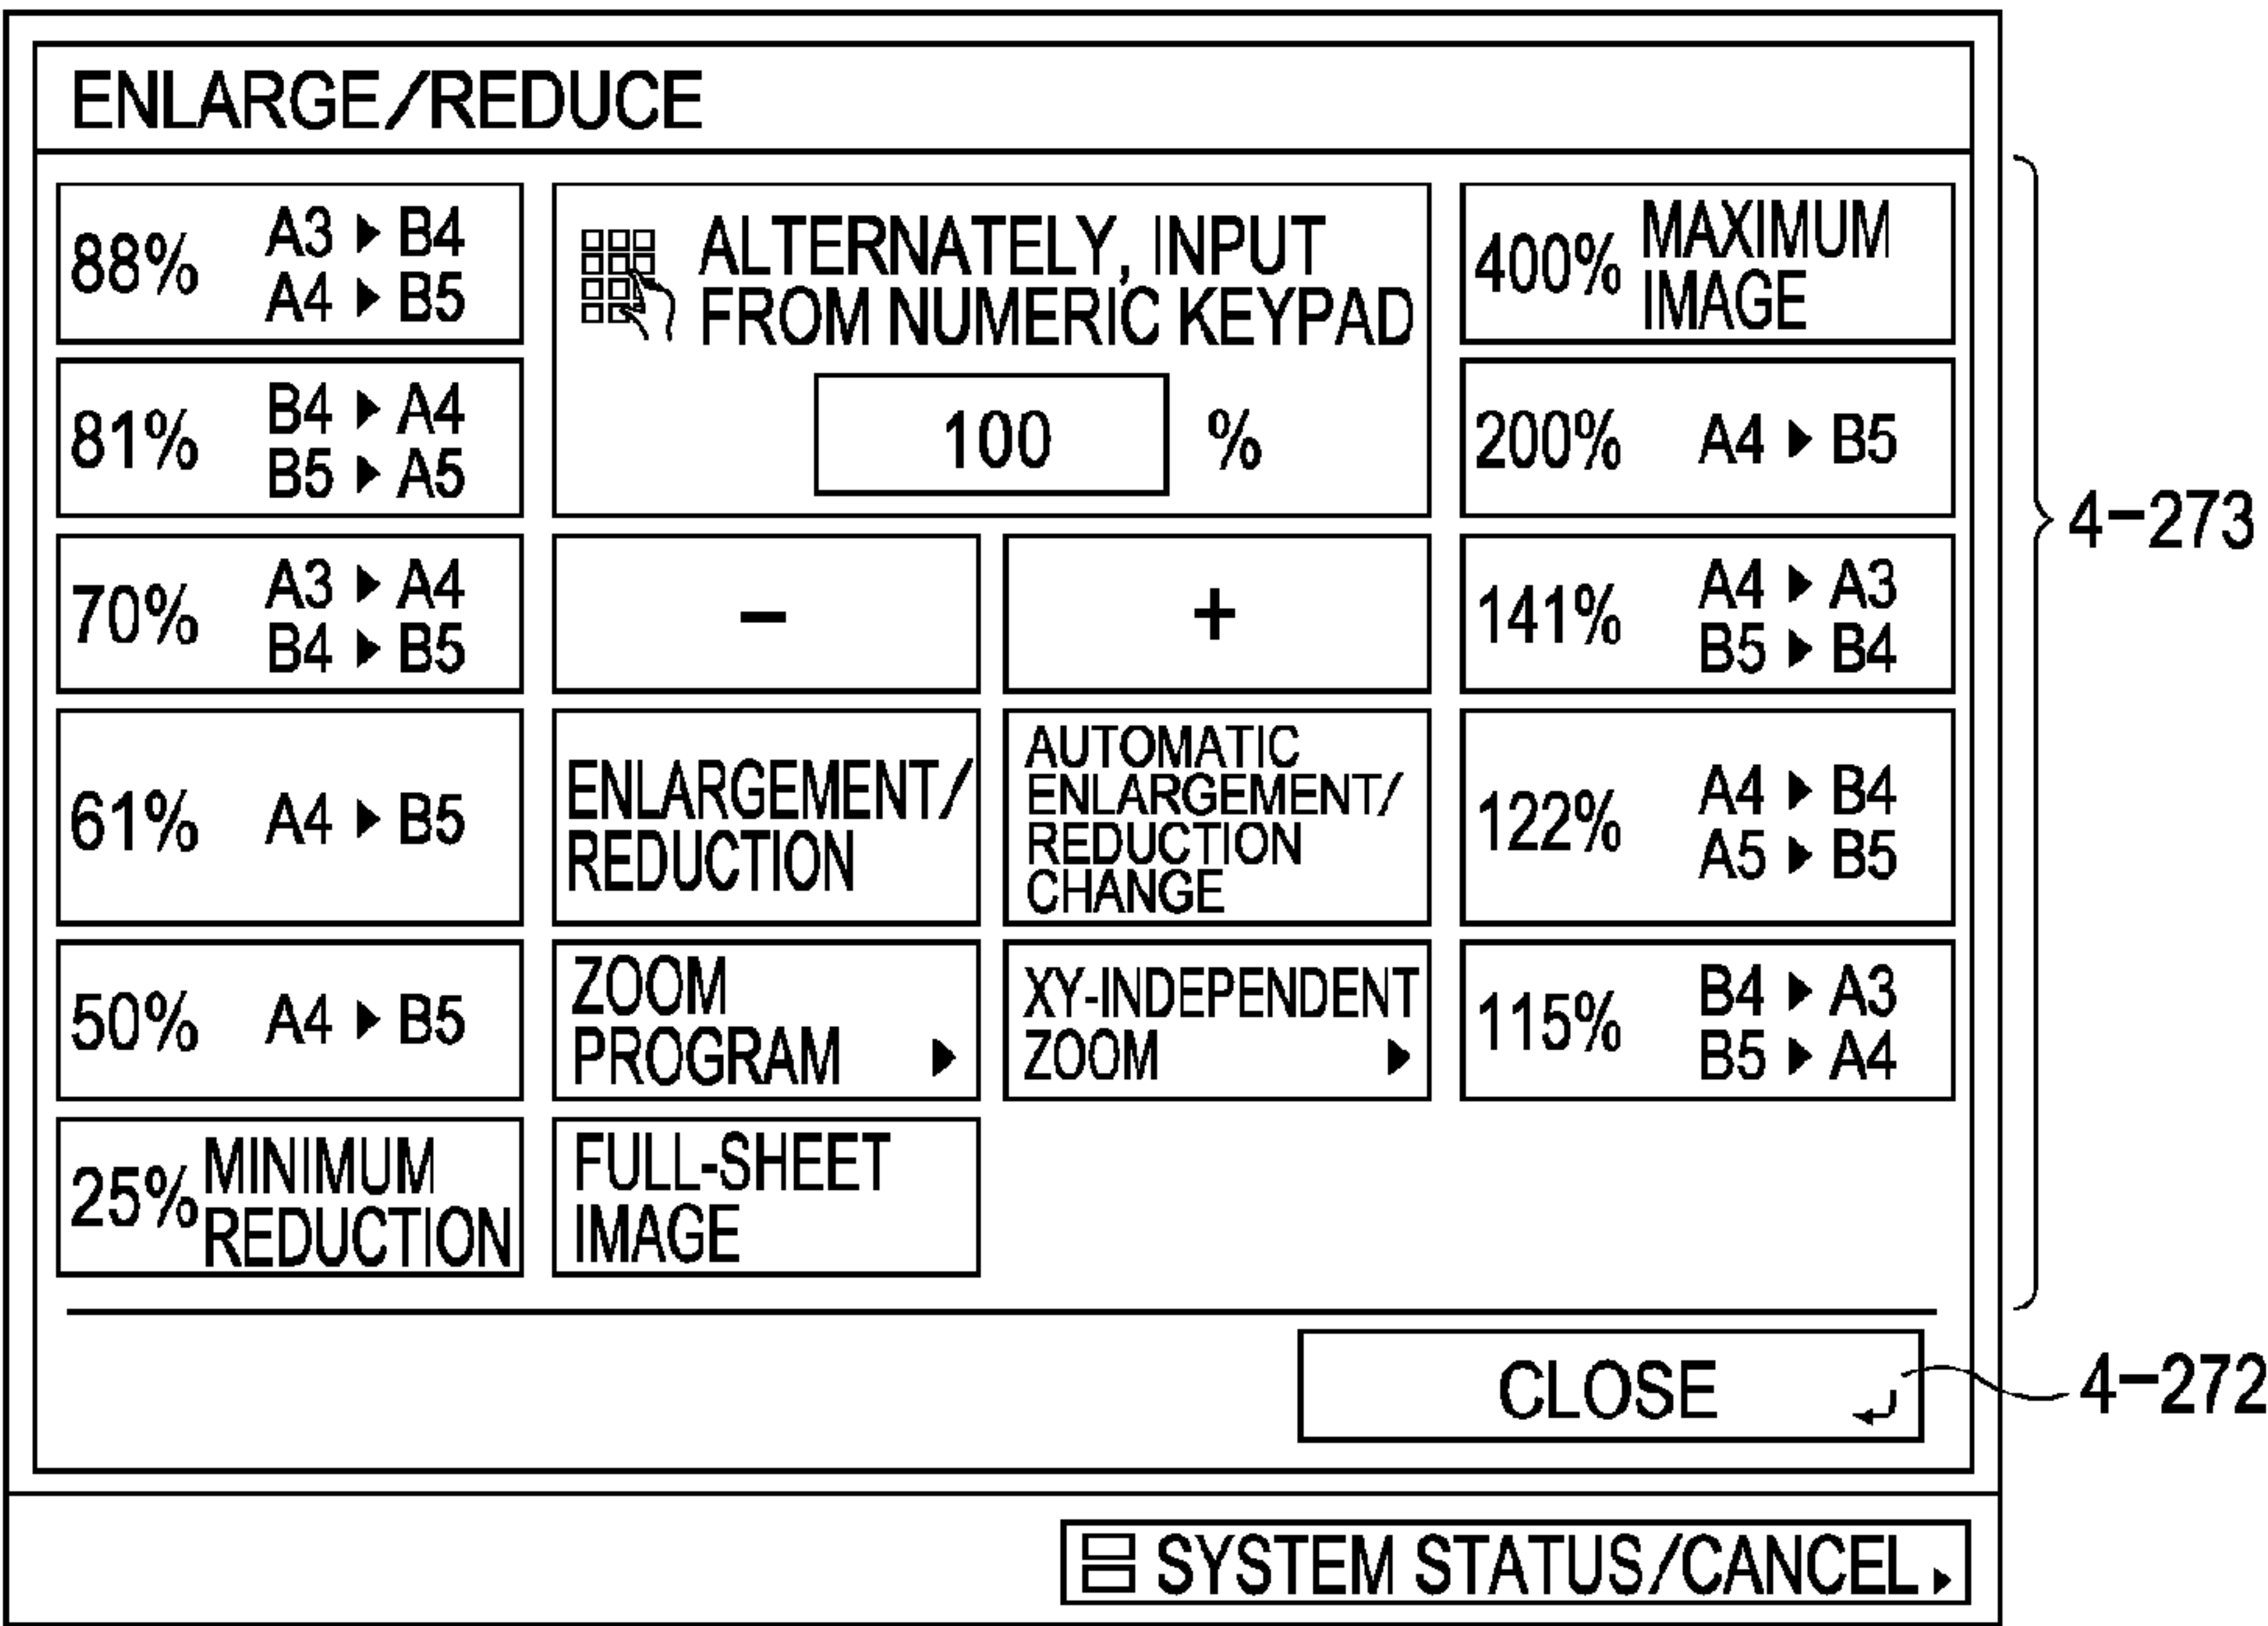 ENLARGE/REDUCE
88% A3 ▶ B4
A4 ▶ B5
81% B4 ▶ A4
B5 ▶ A5
70% A3 ▶ A4
B4 ▶ B5
61% A4 ▶ B5
50% A4 ▶ B5
25% MINIMUM
REDUCTION
ALTERNATELY, INPUT
FROM NUMERIC KEYPAD
100 %
− +
ENLARGEMENT/
REDUCTION
AUTOMATIC
ENLARGEMENT/
REDUCTION
CHANGE
ZOOM
PROGRAM ▶
XY-INDEPENDENT
ZOOM ▶
FULL-SHEET
IMAGE
400% MAXIMUM
IMAGE
200% A4 ▶ B5
141% A4 ▶ A3
B5 ▶ B4
122% A4 ▶ B4
A5 ▶ B5
115% B4 ▶ A3
B5 ▶ A4
4-273
CLOSE
4-272
SYSTEM STATUS/CANCEL ▶